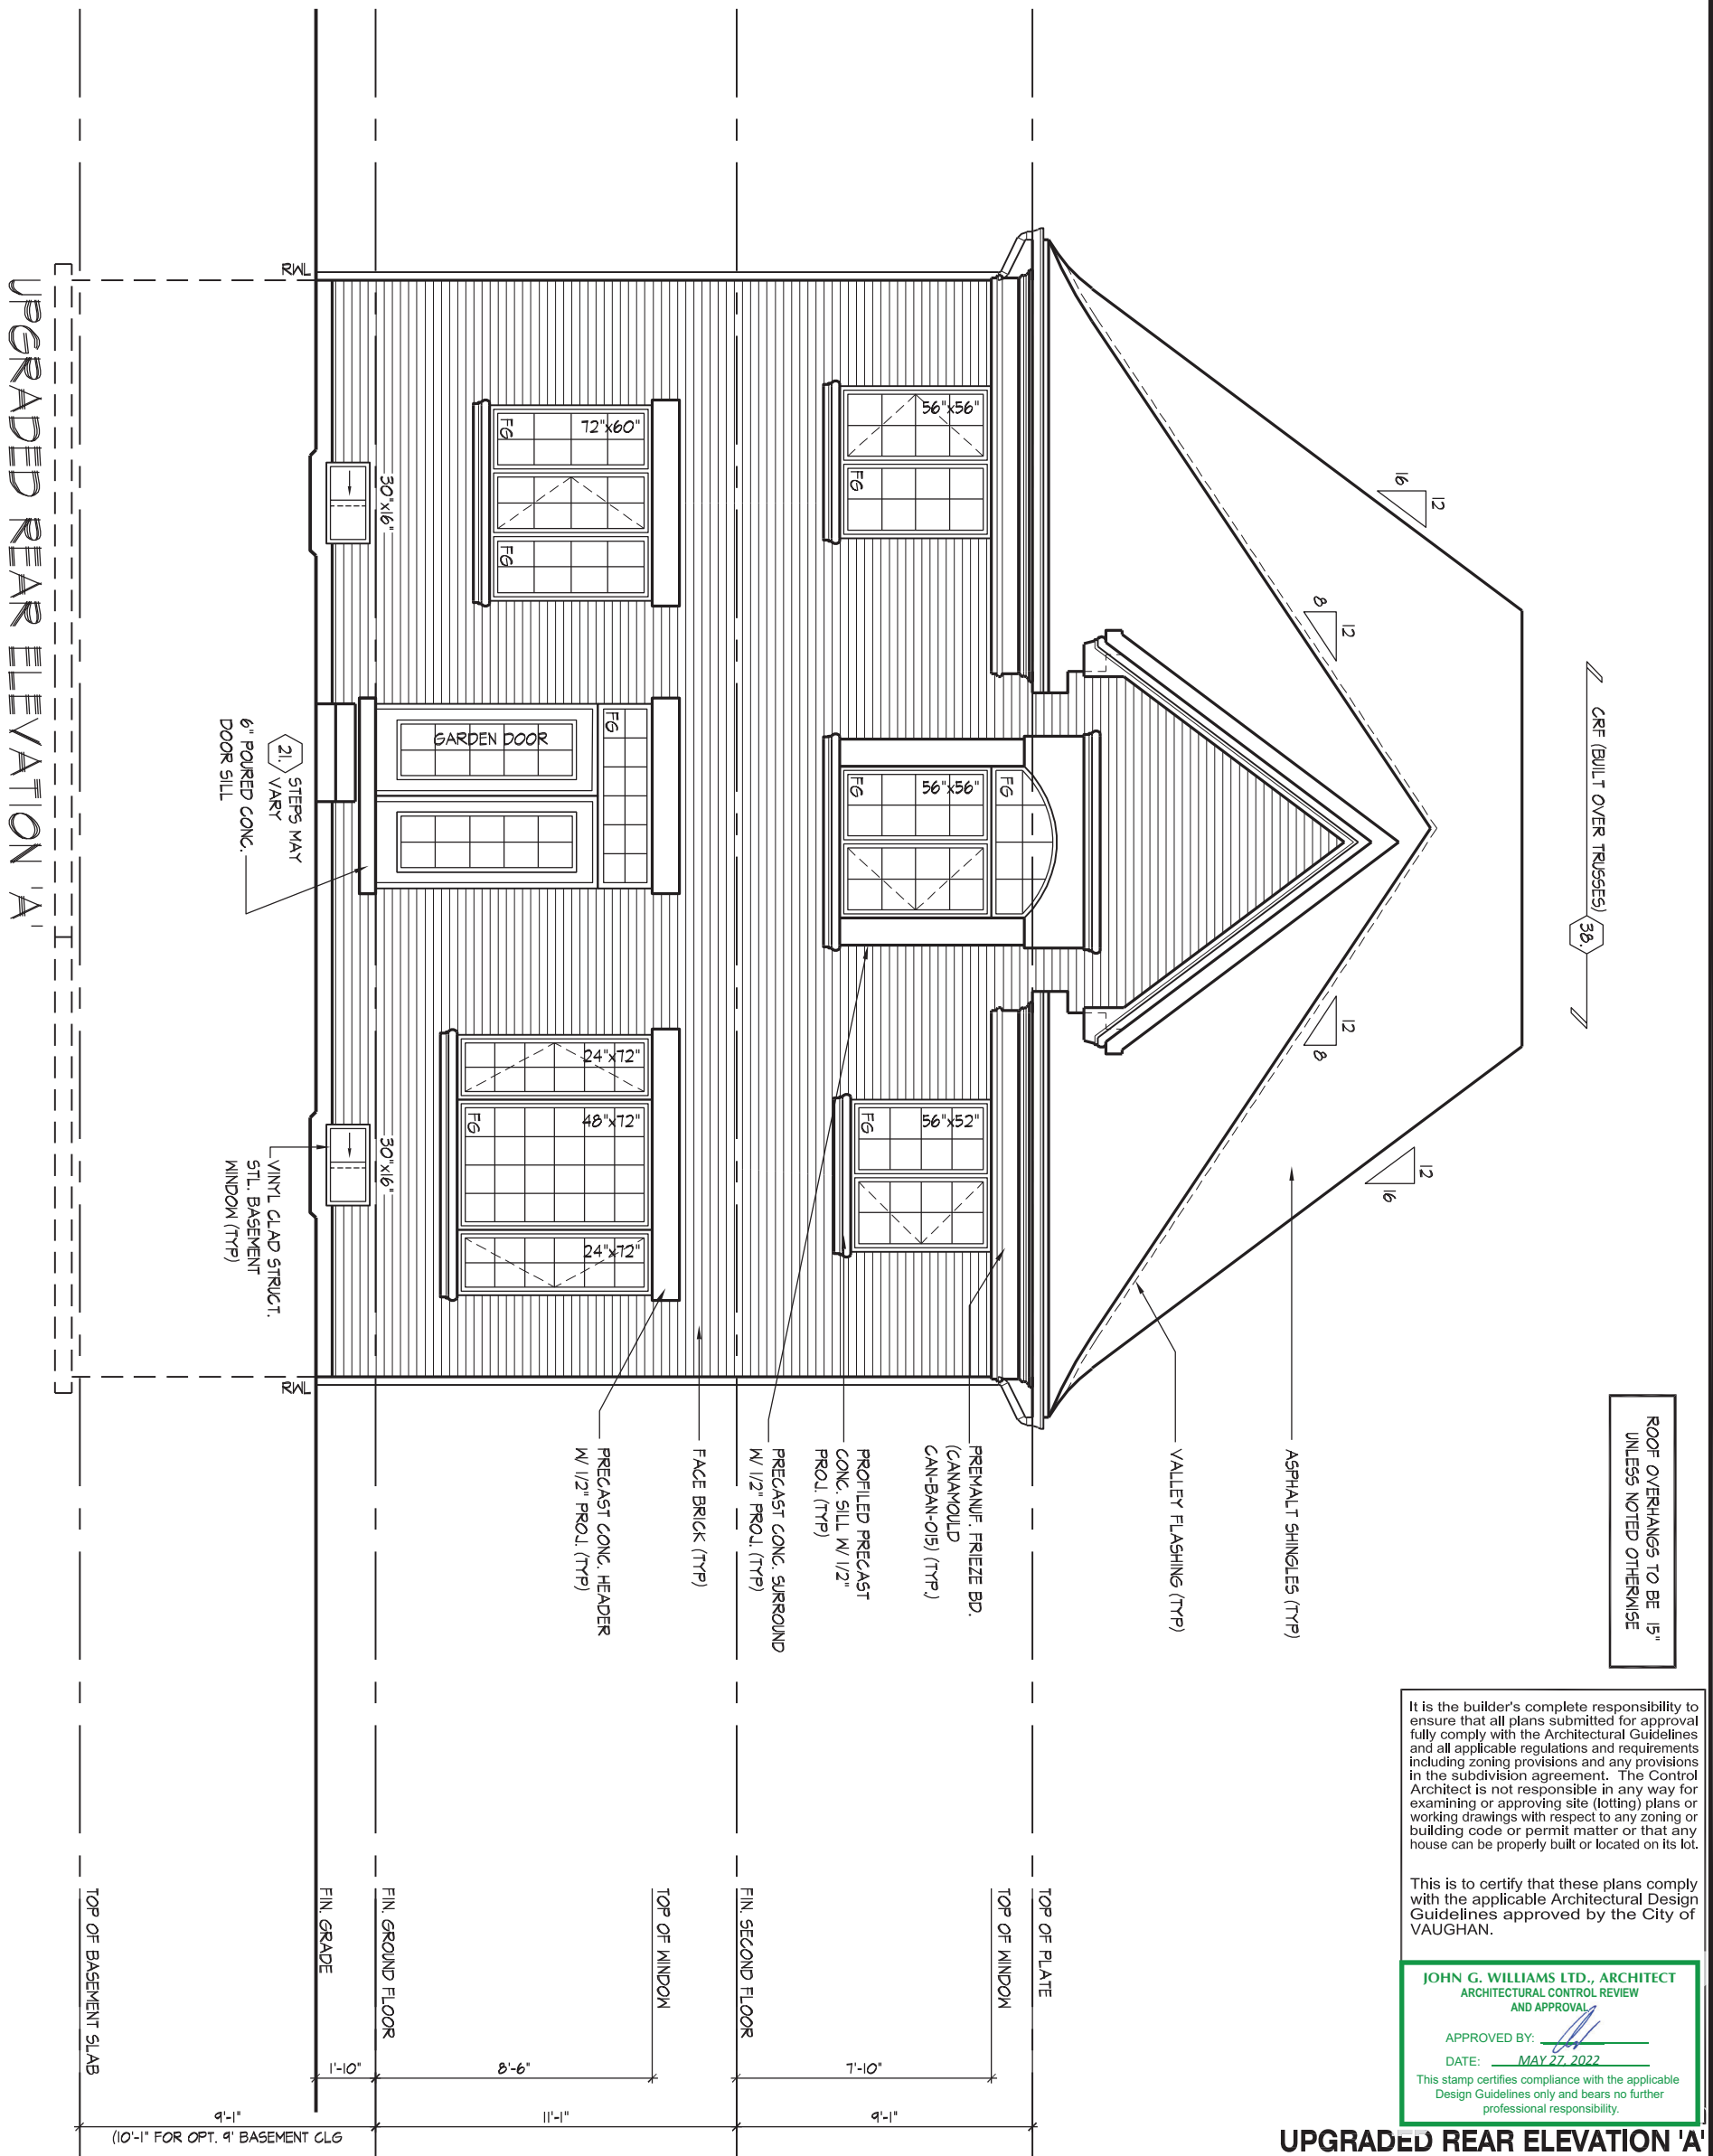 CRF (BUILT OVER TRUSSES)
38.
ROOF OVERHANGS TO BE 15"
UNLESS NOTED OTHERWISE
12
16
12
8
12
8
12
16
ASPHALT SHINGLES (TYP)
VALLEY FLASHING (TYP)
PREMANUF. FRIEZE BD.
(CANAMOULD
CAN-BAN-015) (TYP.)
PROFILED PRECAST
CONC. SILL W/ 1/2"
PROJ. (TYP)
PRECAST CONC. SURROUND
W/ 1/2" PROJ. (TYP)
FACE BRICK (TYP)
PRECAST CONC. HEADER
W/ 1/2" PROJ. (TYP)
56"x56"
FG
FG
56"x56"
FG
56"x52"
FG
72"x60"
FG
FG
FG
GARDEN DOOR
24"x72"
48"x72"
24"x72"
FG
30"x16"
30"x16"
RWL
RWL
21.
STEPS MAY
VARY
6" POURED CONC.
DOOR SILL
VINYL CLAD STRUCT.
STL. BASEMENT
WINDOW (TYP)
TOP OF PLATE
TOP OF WINDOW
FIN. SECOND FLOOR
TOP OF WINDOW
FIN. GROUND FLOOR
FIN. GRADE
TOP OF BASEMENT SLAB
7'-10"
8'-6"
1'-10"
9'-1"
11'-1"
9'-1"
(10'-1" FOR OPT. 9' BASEMENT CLG
UPGRADED REAR ELEVATION 'A'
It is the builder's complete responsibility to
ensure that all plans submitted for approval
fully comply with the Architectural Guidelines
and all applicable regulations and requirements
including zoning provisions and any provisions
in the subdivision agreement. The Control
Architect is not responsible in any way for
examining or approving site (lotting) plans or
working drawings with respect to any zoning or
building code or permit matter or that any
house can be properly built or located on its lot.
This is to certify that these plans comply
with the applicable Architectural Design
Guidelines approved by the City of
VAUGHAN.
JOHN G. WILLIAMS LTD., ARCHITECT
ARCHITECTURAL CONTROL REVIEW
AND APPROVAL
APPROVED BY:
DATE: MAY 27, 2022
This stamp certifies compliance with the applicable
Design Guidelines only and bears no further
professional responsibility.
UPGRADED REAR ELEVATION 'A'